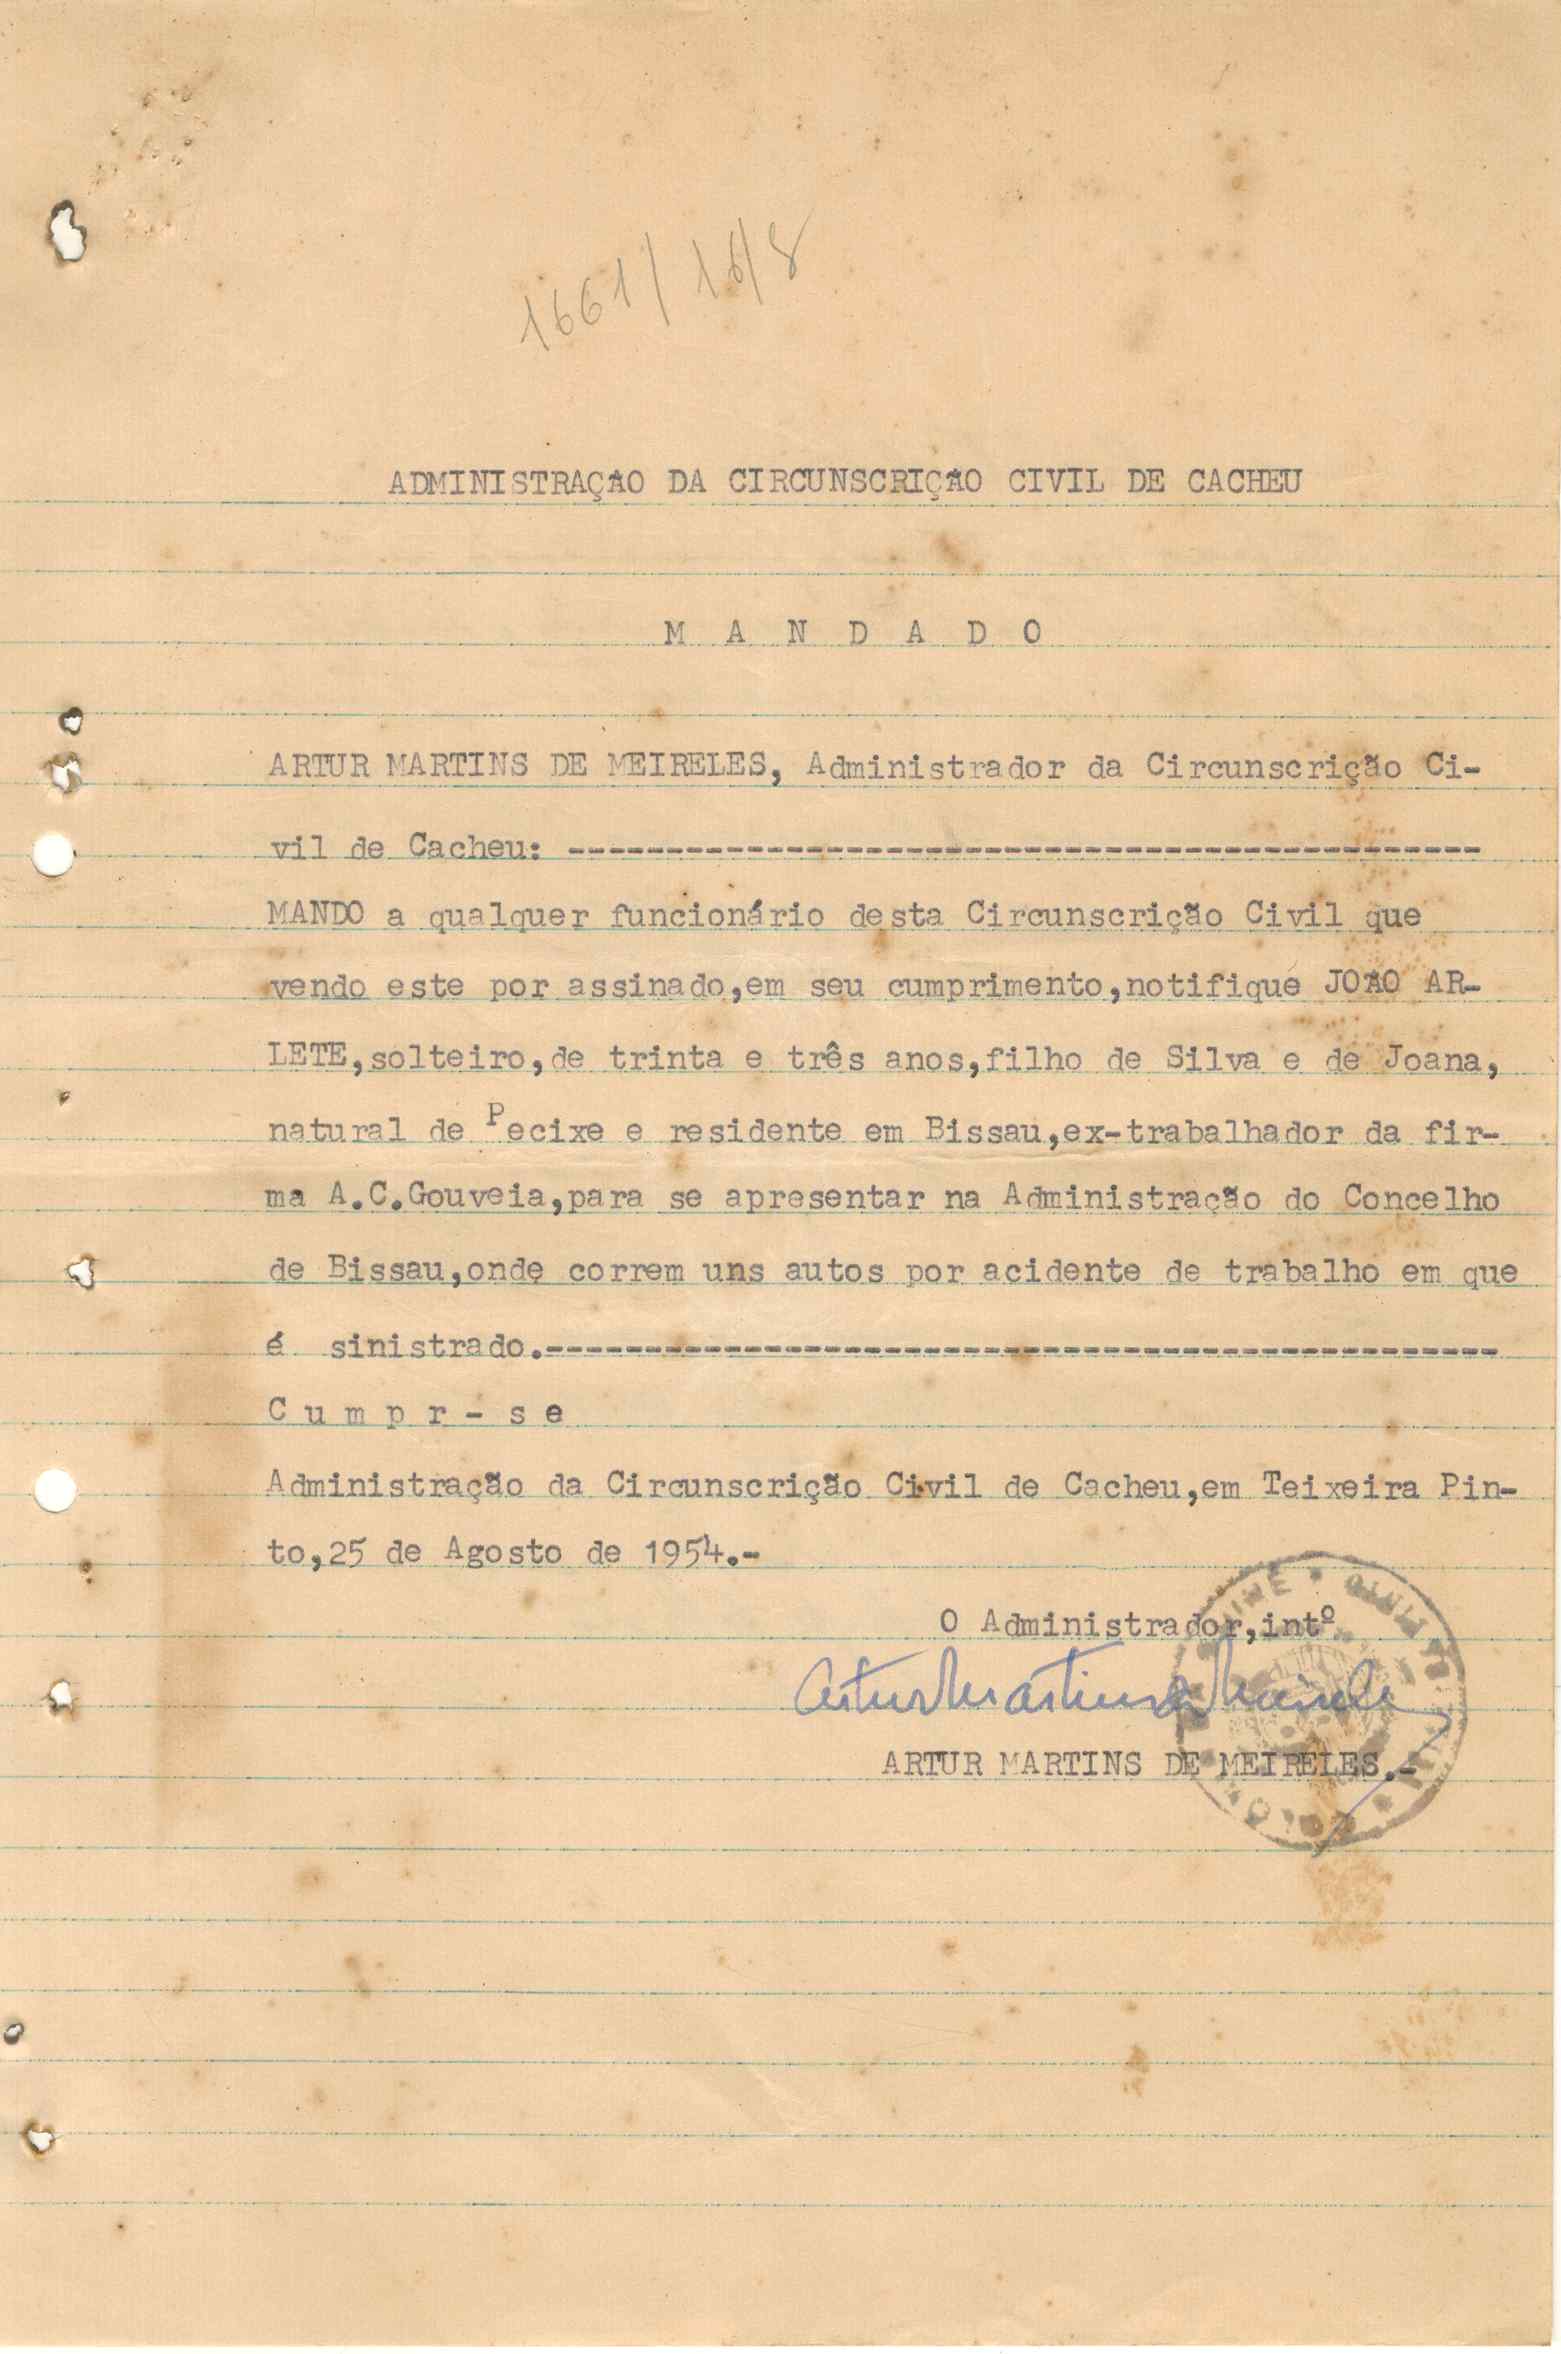 1661/16/8
ADMINISTRAÇÃO DA CIRCUNSCRIÇÃO CIVIL DE CACHEU
M A N D A D O
ARTUR MARTINS DE MEIRELES, Administrador da Circunscrição Ci-
vil de Cacheu: -----------------------------------------------
MANDO a qualquer funcionário desta Circunscrição Civil que
vendo este por assinado,em seu cumprimento,notifique JOÃO AR-
LETE,solteiro,de trinta e três anos,filho de Silva e de Joana,
natural de Pecixe e residente em Bissau,ex-trabalhador da fir-
ma A.C.Gouveia,para se apresentar na Administração do Concelho
de Bissau,onde correm uns autos por acidente de trabalho em que
é sinistrado.-------------------------------------------------
C u m p r - s e
Administração da Circunscrição Civil de Cacheu,em Teixeira Pin-
to,25 de Agosto de 1954.-
O Administrador,intº
Artur Martins de Meireles
ARTUR MARTINS DE MEIRELES.-